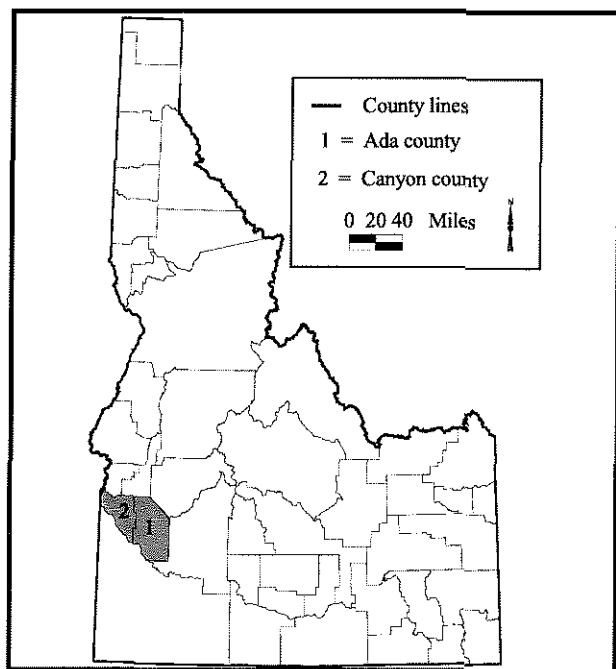 County lines
1 = Ada county
2 = Canyon county
0 20 40 Miles
N
2
1